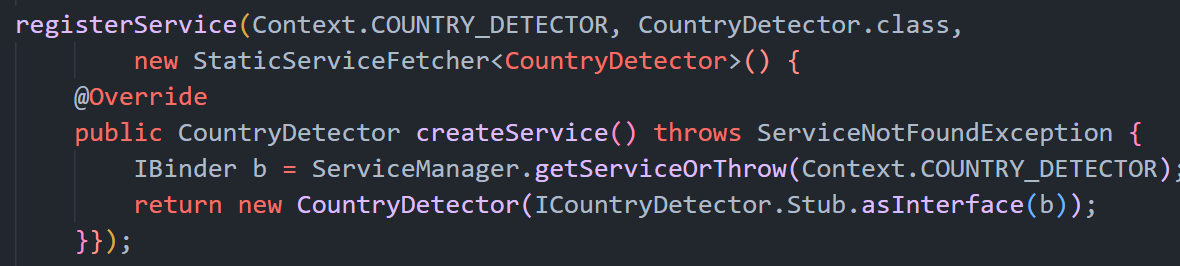 registerService(Context.COUNTRY_DETECTOR, CountryDetector.class,
        new StaticServiceFetcher<CountryDetector>() {
    @Override
    public CountryDetector createService() throws ServiceNotFoundException {
        IBinder b = ServiceManager.getServiceOrThrow(Context.COUNTRY_DETECTOR);
        return new CountryDetector(ICountryDetector.Stub.asInterface(b));
    }});